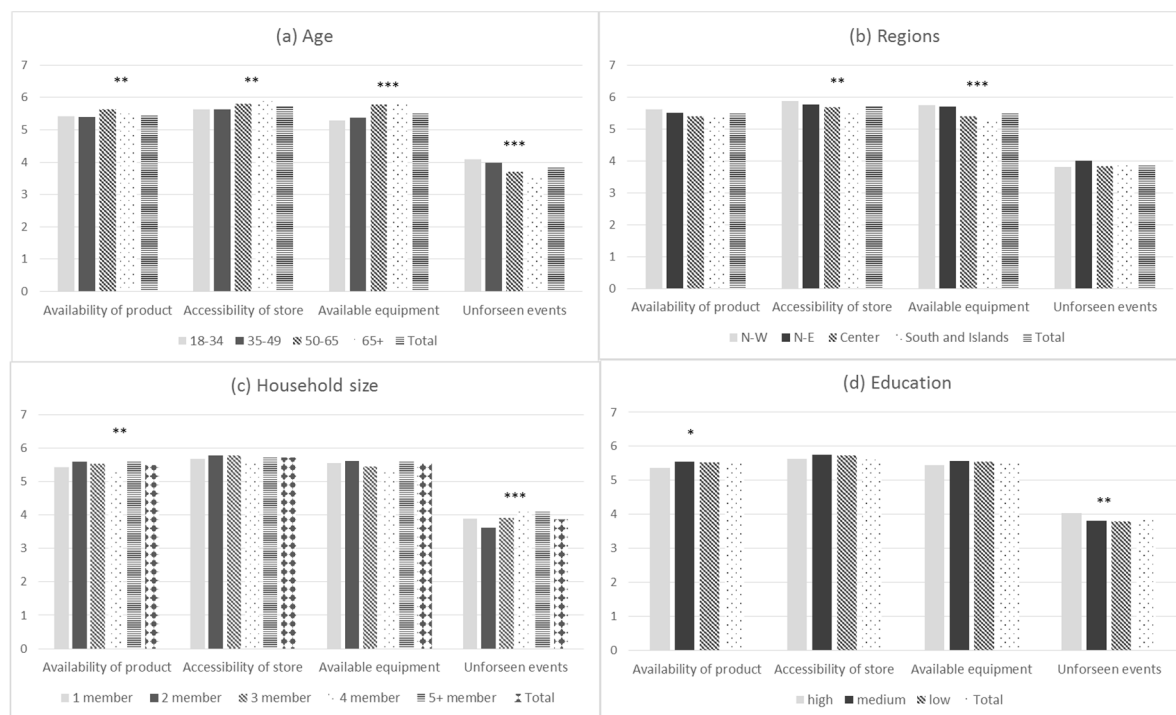 (a) Age
7
6
5
4
3
2
1
0
** ** *** ***
Availability of product Accessibility of store Available equipment Unforseen events
18-34 35-49 50-65 65+ Total
(b) Regions
7
6
5
4
3
2
1
0
** ***
Availability of product Accessibility of store Available equipment Unforseen events
N-W N-E Center South and Islands Total
(c) Household size
7
6
5
4
3
2
1
0
** ***
Availability of product Accessibility of store Available equipment Unforseen events
1 member 2 member 3 member 4 member 5+ member Total
(d) Education
7
6
5
4
3
2
1
0
* **
Availability of product Accessibility of store Available equipment Unforseen events
high medium low Total